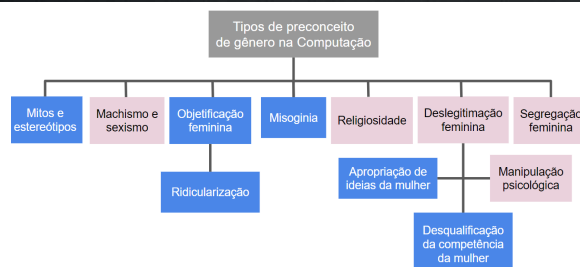 Tipos de preconceito
de gênero na Computação
Mitos e
estereótipos
Machismo e
sexismo
Objetificação
feminina
Misoginia
Religiosidade
Deslegitimação
feminina
Segregação
feminina
Ridicularização
Apropriação de
ideias da mulher
Manipulação
psicológica
Desqualificação
da competência
da mulher